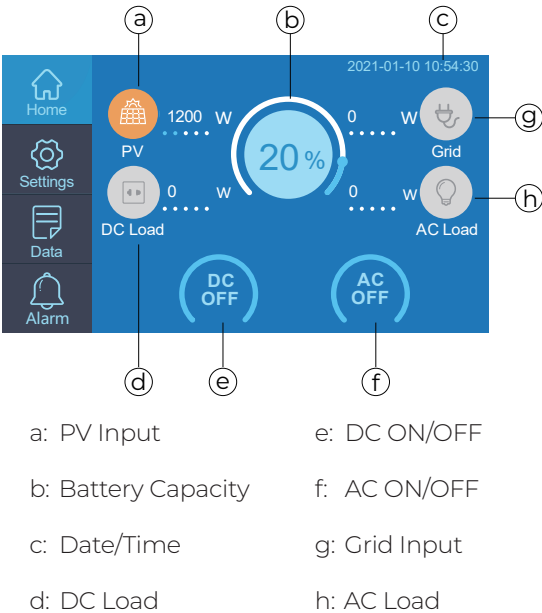 a
b
c
2021-01-10 10:54:30
Home
1200 W
0 W
g
PV
20 %
Grid
Settings
0 W
0 W
h
DC Load
AC Load
Data
DC
OFF
AC
OFF
Alarm
d
e
f
a: PV Input
e: DC ON/OFF
b: Battery Capacity
f: AC ON/OFF
c: Date/Time
g: Grid Input
d: DC Load
h: AC Load